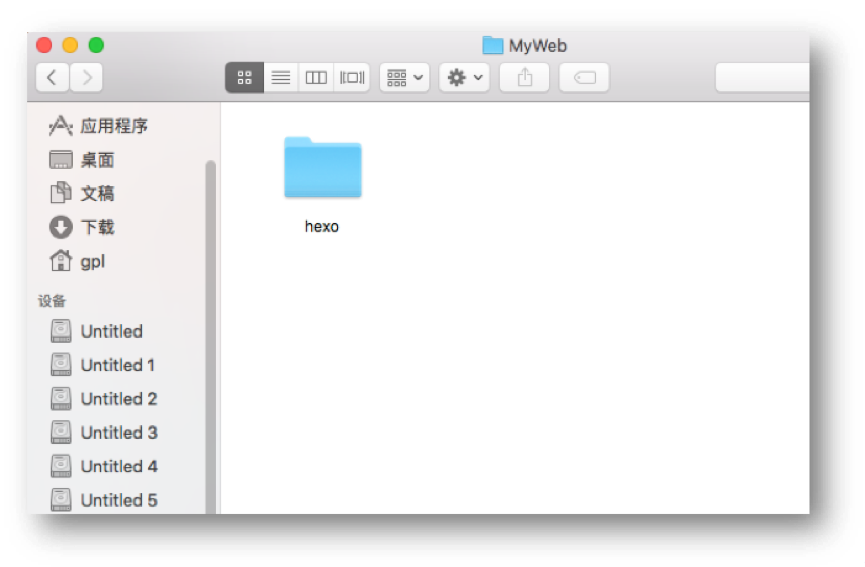 MyWeb
应用程序
桌面
文稿
下载
gpl
设备
Untitled
Untitled 1
Untitled 2
Untitled 3
Untitled 4
Untitled 5
hexo